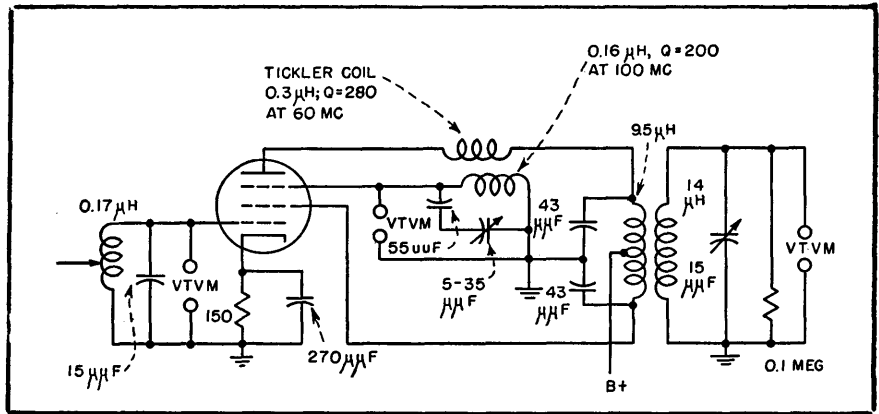 TICKLER COIL
0.3μH; Q=280
AT 60 MC
0.16 μH, Q=200
AT 100 MC
9.5μH
0.17μH
VTVM
15μμF
150
270μμF
VTVM
55uuF
5-35
μμF
43
μμF
43
μμF
14
μH
15
μμF
VTVM
0.1 MEG
B+